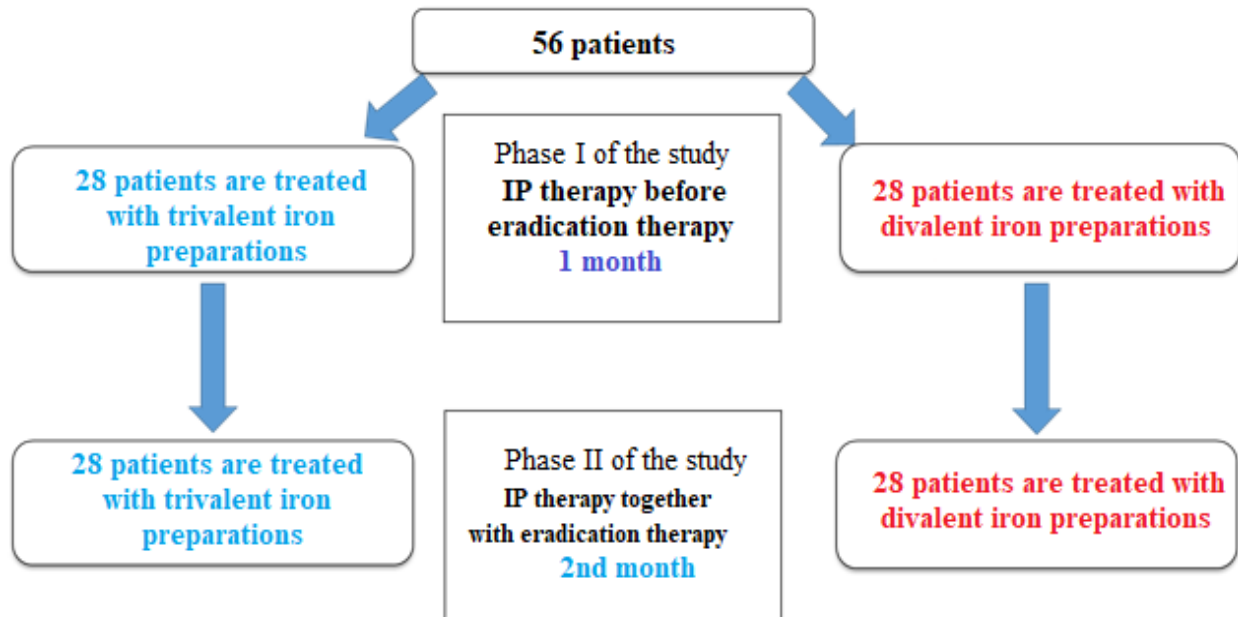 56 patients
28 patients are treated
with trivalent iron
preparations
Phase I of the study
IP therapy before
eradication therapy
1 month
28 patients are treated with
divalent iron preparations
28 patients are treated
with trivalent iron
preparations
Phase II of the study
IP therapy together
with eradication therapy
2nd month
28 patients are treated with
divalent iron preparations